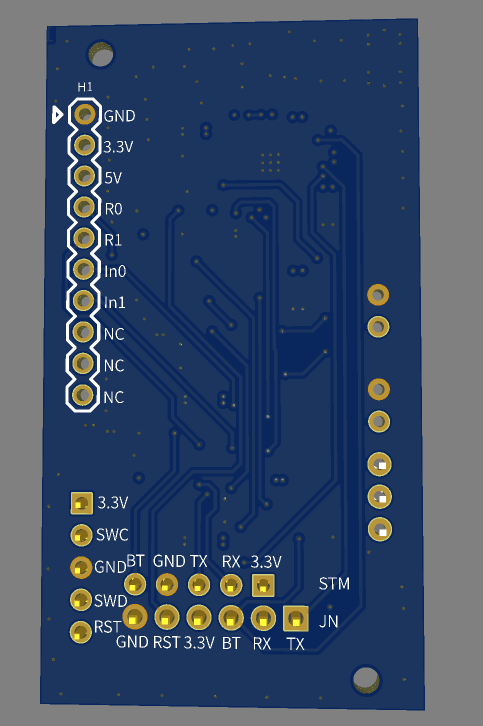 H1
GND
3.3V
5V
R0
R1
In0
In1
NC
NC
NC
3.3V
SWC
GND
SWD
RST
BT GND TX RX 3.3V
STM
JN
GND RST 3.3V BT RX TX